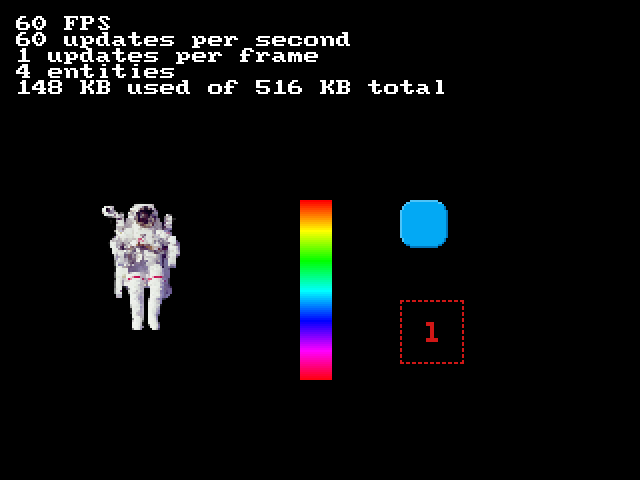 60 FPS
60 updates per second
1 updates per frame
4 entities
148 KB used of 516 KB total
1